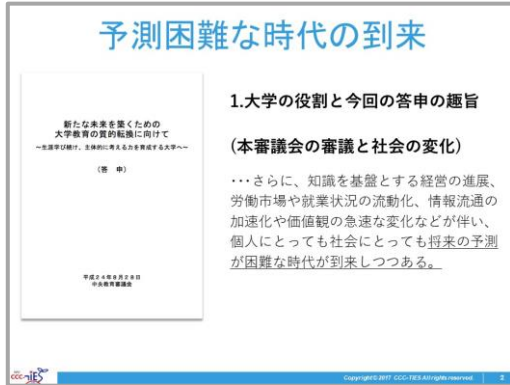 予測困難な時代の到来
新たな未来を築くための
大学教育の質的転換に向けて
～生涯学び続け、主体的に考える力を育成する大学へ～
（答　申）
平成２４年８月２８日
中央教育審議会
1.大学の役割と今回の答申の趣旨
(本審議会の審議と社会の変化)
･･･さらに、知識を基盤とする経営の進展、
労働市場や就業状況の流動化、情報流通の
加速化や価値観の急速な変化などが伴い、
個人にとっても社会にとっても将来の予測
が困難な時代が到来しつつある。
CCC-TIES
Copyright© 2017 CCC-TIES All rights reserved.
2